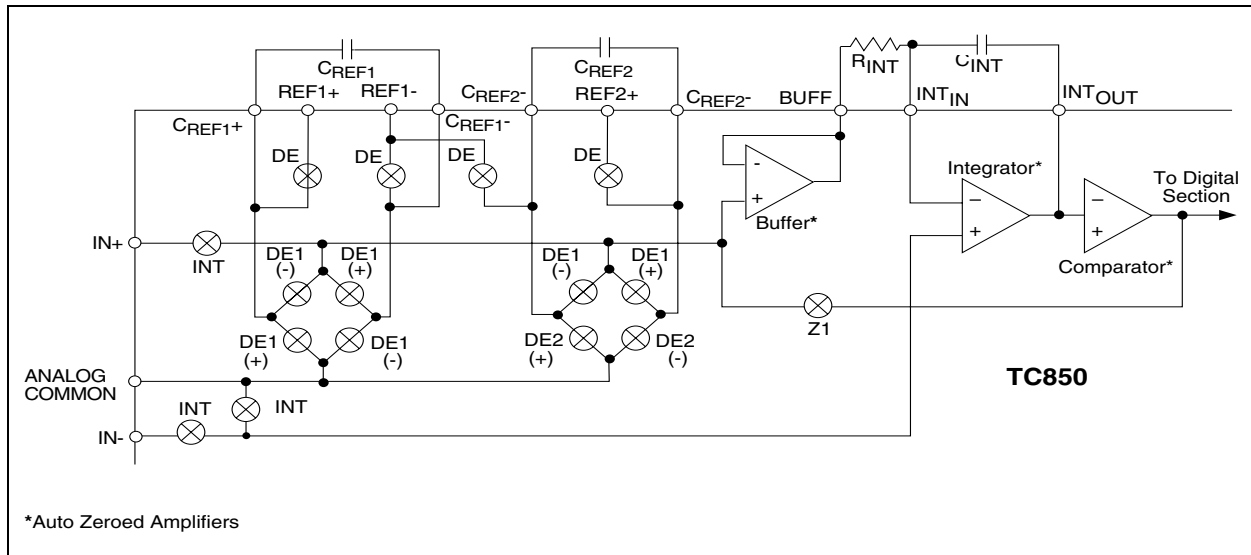 CREF1
CREF2
RINT
CINT
REF1+
REF1-
CREF2-
REF2+
CREF2-
BUFF
INTIN
INTOUT
CREF1+
CREF1-
DE
DE
DE
DE
-
+
Buffer*
Integrator*
−
+
−
+
Comparator*
To Digital
Section
IN+
INT
DE1
(-)
DE1
(+)
DE1
(-)
DE1
(+)
Z1
DE1
(+)
DE1
(-)
DE2
(+)
DE2
(-)
ANALOG
COMMON
INT
INT
IN-
TC850
*Auto Zeroed Amplifiers